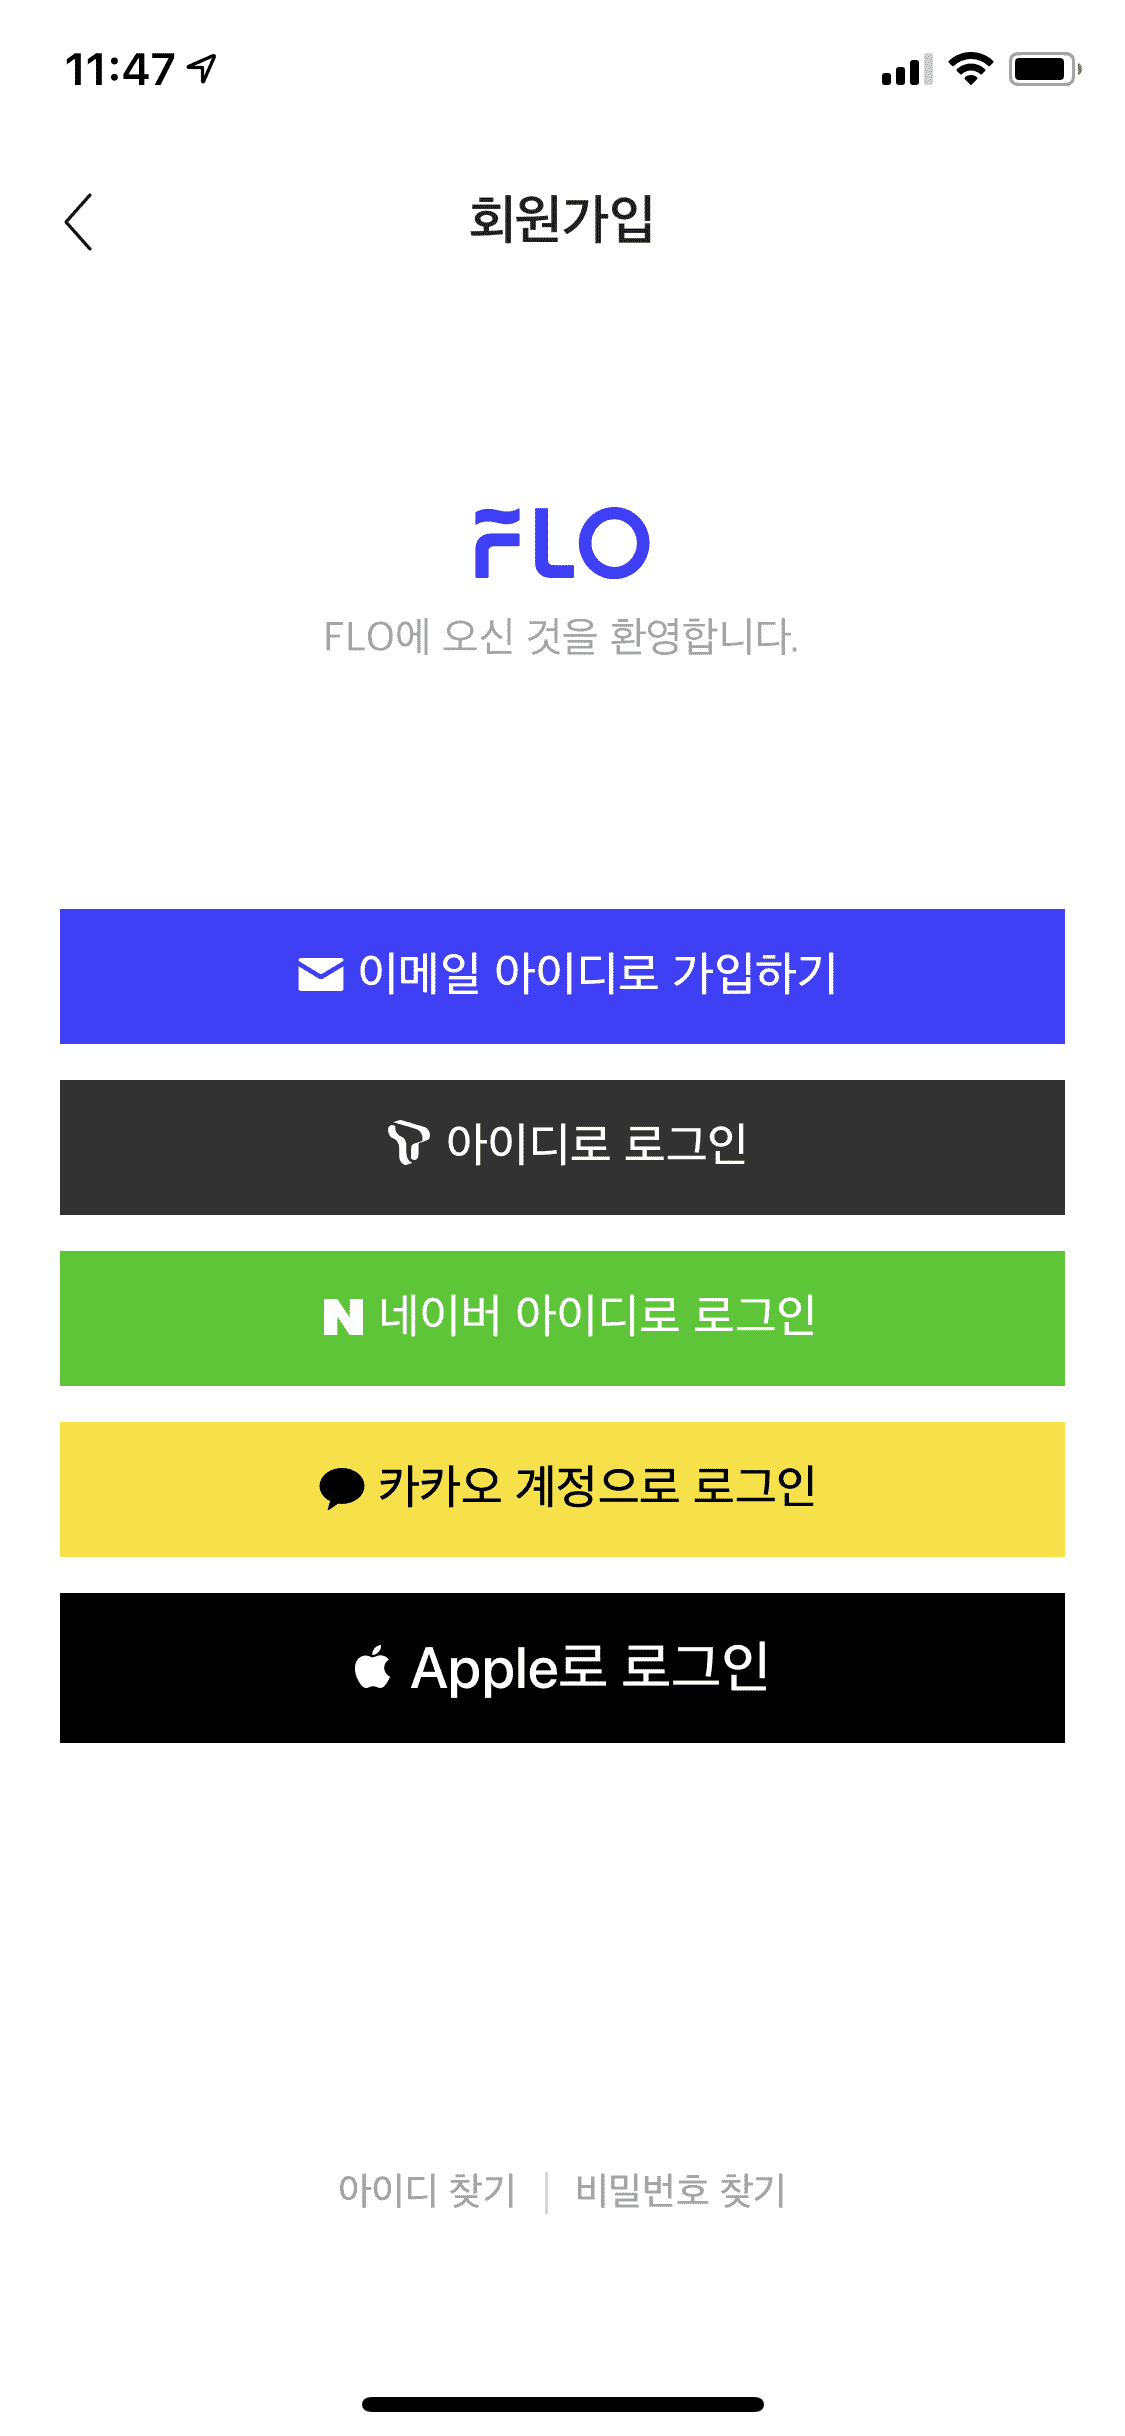 11:47
회원가입
FLO
FLO에 오신 것을 환영합니다.
이메일 아이디로 가입하기
아이디로 로그인
N 네이버 아이디로 로그인
카카오 계정으로 로그인
Apple로 로그인
아이디 찾기 | 비밀번호 찾기